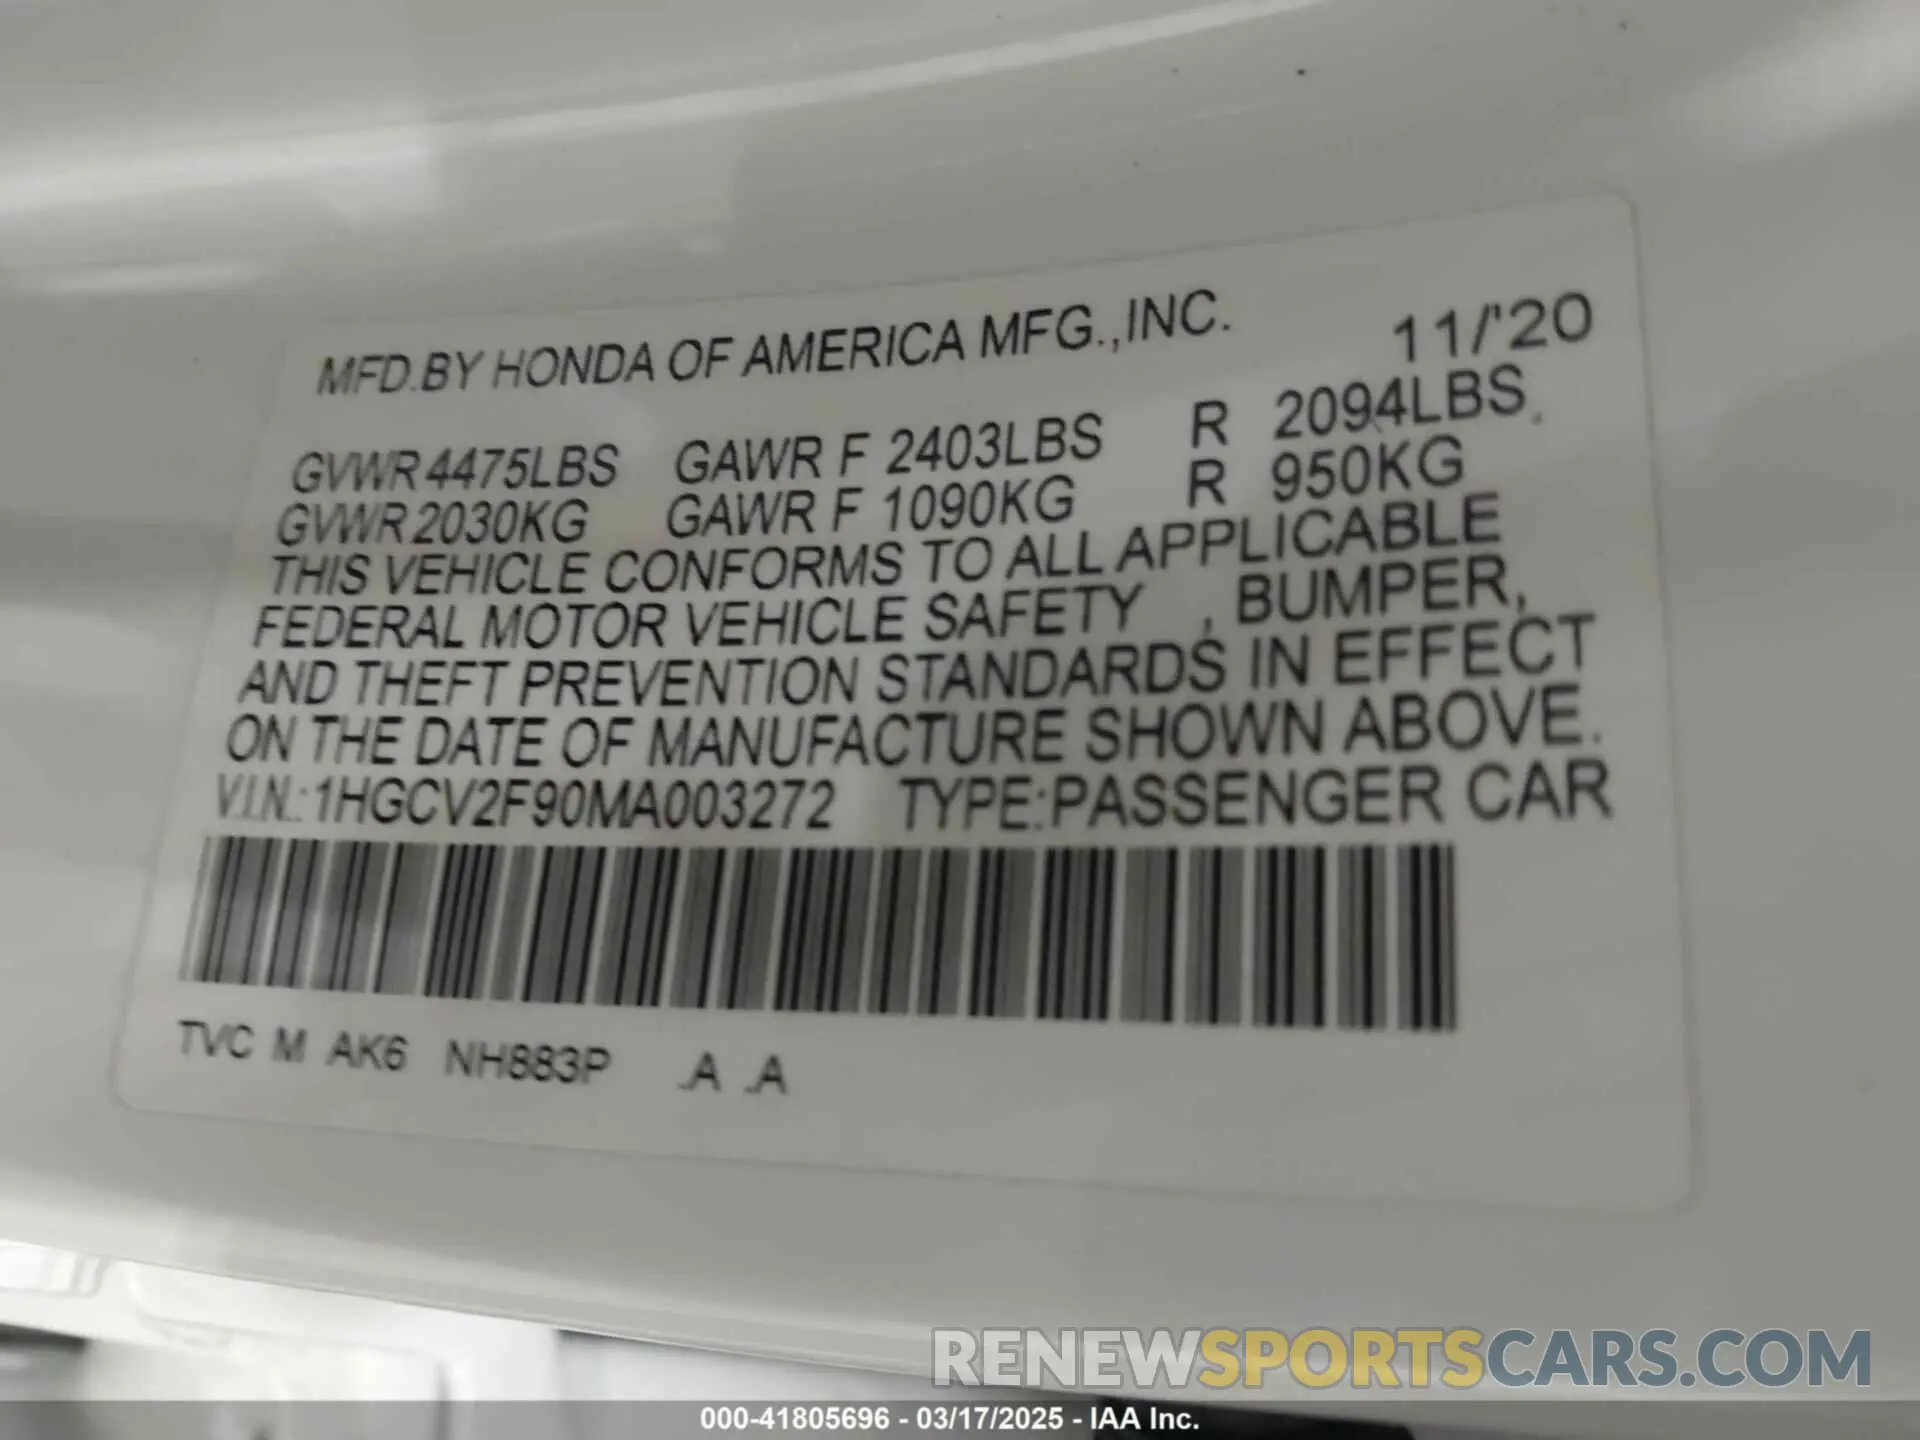 MFD.BY HONDA OF AMERICA MFG.,INC. 11/'20
GVWR 4475LBS GAWR F 2403LBS R 2094LBS.
GVWR 2030KG GAWR F 1090KG R 950KG
THIS VEHICLE CONFORMS TO ALL APPLICABLE
FEDERAL MOTOR VEHICLE SAFETY , BUMPER,
AND THEFT PREVENTION STANDARDS IN EFFECT
ON THE DATE OF MANUFACTURE SHOWN ABOVE.
V.I.N.:1HGCV2F90MA003272 TYPE:PASSENGER CAR
TVC M AK6 NH883P .A .A
RENEWSPORTSCARS.COM
000-41805696 - 03/17/2025 - IAA Inc.